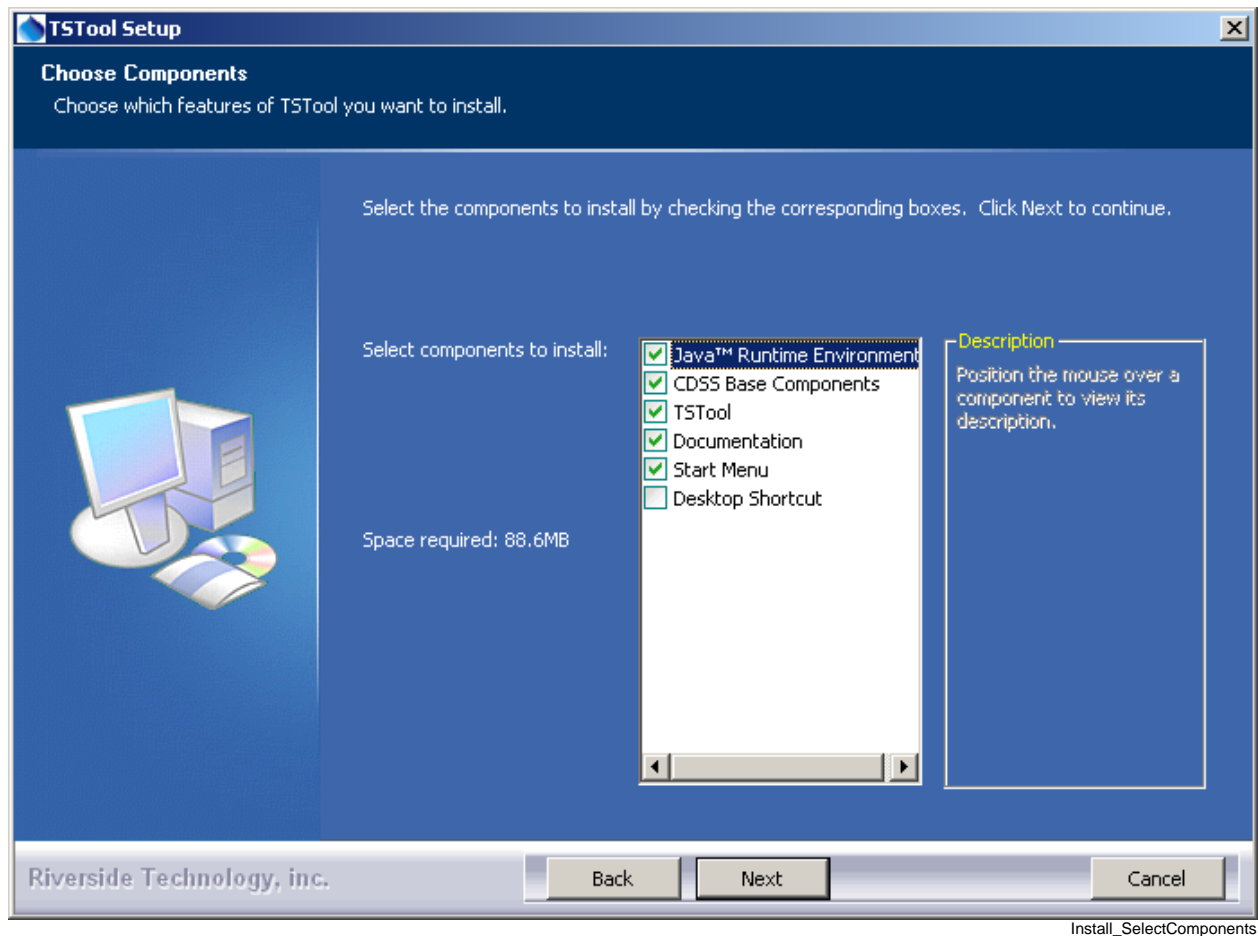 TSTool Setup
Choose Components
Choose which features of TSTool you want to install.
Select the components to install by checking the corresponding boxes.  Click Next to continue.
Select components to install:
Java™ Runtime Environment
CDSS Base Components
TSTool
Documentation
Start Menu
Desktop Shortcut
Description
Position the mouse over a
component to view its
description.
Space required: 88.6MB
Riverside Technology, inc.
Back
Next
Cancel
Install_SelectComponents